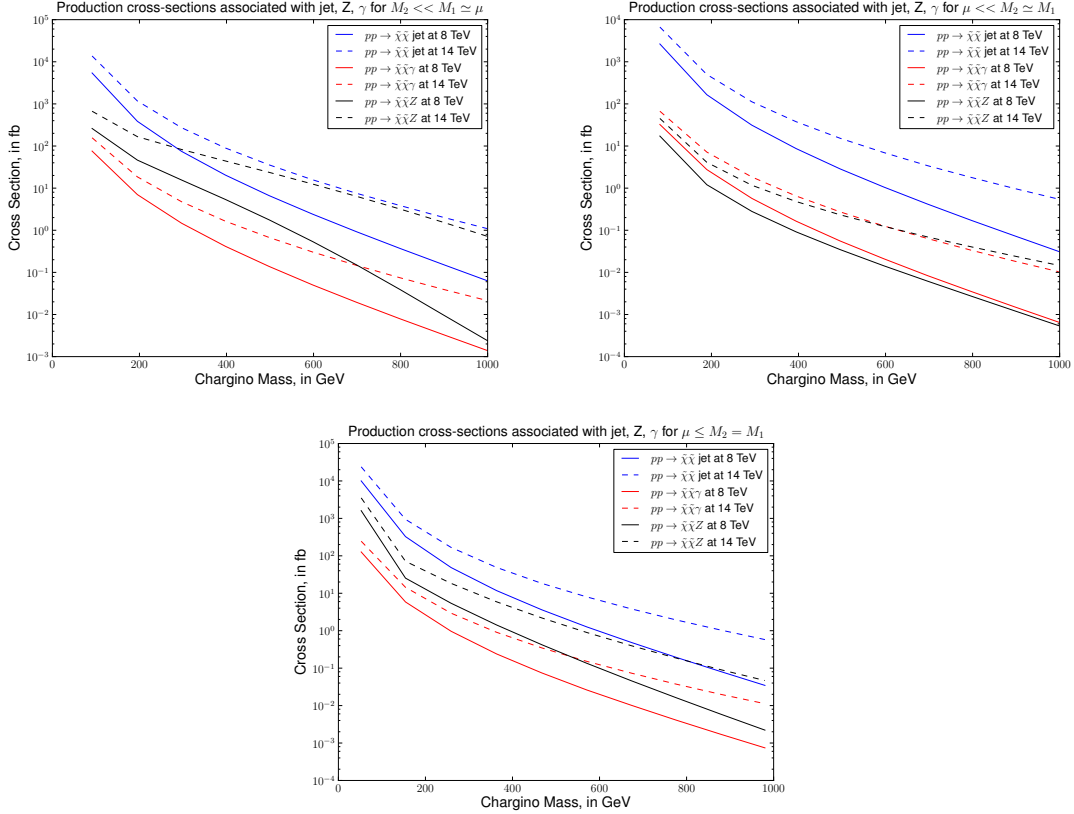 Production cross-sections associated with jet, Z, γ for M₂ << M₁ ≃ μ
10⁵
10⁴
10³
10²
10¹
10⁰
10⁻¹
10⁻²
10⁻³
Cross Section, in fb
pp → χ̃χ̃ jet at 8 TeV
pp → χ̃χ̃ jet at 14 TeV
pp → χ̃χ̃γ at 8 TeV
pp → χ̃χ̃γ at 14 TeV
pp → χ̃χ̃Z at 8 TeV
pp → χ̃χ̃Z at 14 TeV
0 200 400 600 800 1000
Chargino Mass, in GeV
Production cross-sections associated with jet, Z, γ for μ << M₂ ≃ M₁
10⁴
10³
10²
10¹
10⁰
10⁻¹
10⁻²
10⁻³
10⁻⁴
Cross Section, in fb
pp → χ̃χ̃ jet at 8 TeV
pp → χ̃χ̃ jet at 14 TeV
pp → χ̃χ̃γ at 8 TeV
pp → χ̃χ̃γ at 14 TeV
pp → χ̃χ̃Z at 8 TeV
pp → χ̃χ̃Z at 14 TeV
0 200 400 600 800 1000
Chargino Mass, in GeV
Production cross-sections associated with jet, Z, γ for μ ≤ M₂ = M₁
10⁵
10⁴
10³
10²
10¹
10⁰
10⁻¹
10⁻²
10⁻³
10⁻⁴
Cross Section, in fb
pp → χ̃χ̃ jet at 8 TeV
pp → χ̃χ̃ jet at 14 TeV
pp → χ̃χ̃γ at 8 TeV
pp → χ̃χ̃γ at 14 TeV
pp → χ̃χ̃Z at 8 TeV
pp → χ̃χ̃Z at 14 TeV
0 200 400 600 800 1000
Chargino Mass, in GeV